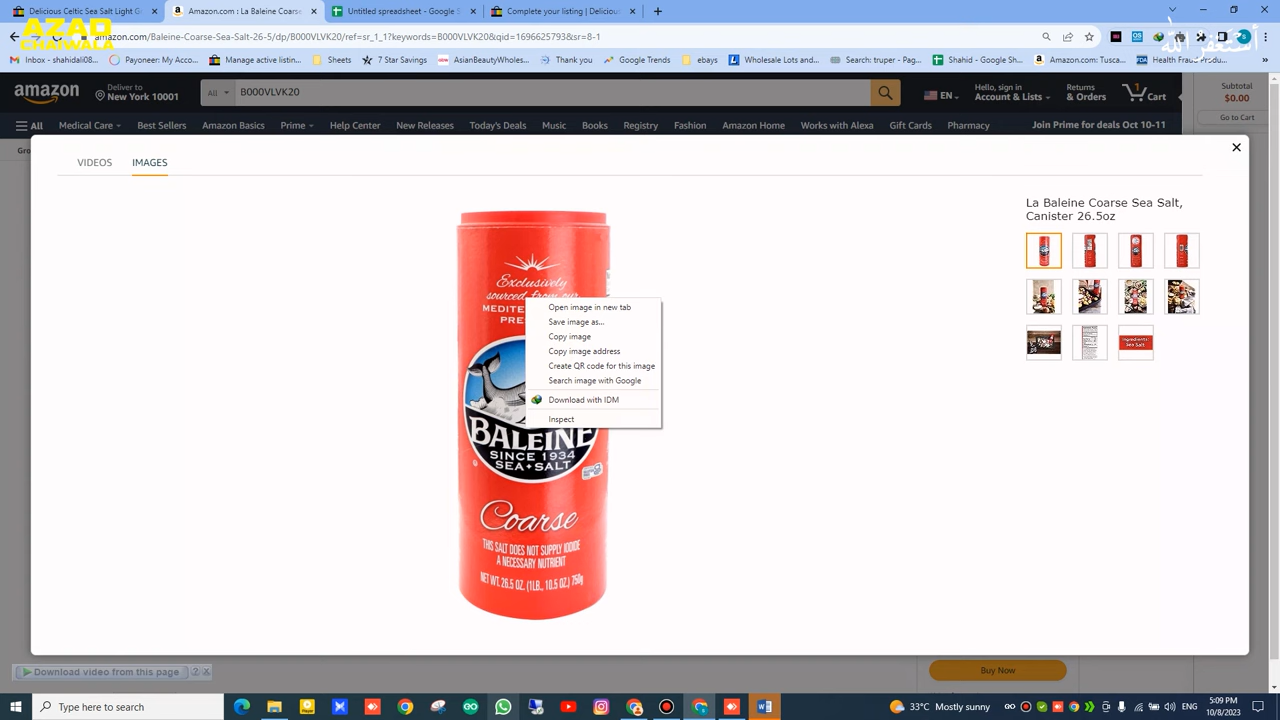 Delicious Celtic Sea Salt Light G
Amazon.com : La Baleine Coarse
Untitled spreadsheet - Google S
Complete your listing | Delicious
AZAD
CHAIWALA
أستغفر الله
amazon.com/Baleine-Coarse-Sea-Salt-26-5/dp/B000VLVK20/ref=sr_1_1?keywords=B000VLVK20&qid=1696625793&sr=8-1
Inbox - shahidali08...
Payoneer: My Acco...
Manage active listin...
Sheets
7 Star Savings
AsianBeautyWholes...
Thank you
Google Trends
ebays
Wholesale Lots and...
Search: truper - Pag...
Shahid - Google Sh...
Amazon.com: Tusca...
Health Fraud Produ...
amazon
Deliver to
New York 10001
All
B000VLVK20
EN
Hello, sign in
Account & Lists
Returns
& Orders
1
Cart
Subtotal
$0.00
Go to Cart
All
Medical Care
Best Sellers
Amazon Basics
Prime
Help Center
New Releases
Today's Deals
Music
Books
Registry
Fashion
Amazon Home
Works with Alexa
Gift Cards
Pharmacy
Join Prime for deals Oct 10-11
Gro
VIDEOS
IMAGES
La Baleine Coarse Sea Salt,
Canister 26.5oz
Exclusively
sourced from our
Open image in new tab
Save image as...
Copy image
Copy image address
Create QR code for this image
Search image with Google
Download with IDM
Inspect
BALEINE
SINCE 1934
SEA SALT
Coarse
THIS SALT DOES NOT SUPPLY IODIDE
A NECESSARY NUTRIENT
NET WT. 26.5 OZ. (1LB., 10.5 OZ.) 750g
Ingredients:
Sea Salt
Download video from this page
?
Buy Now
Type here to search
33°C Mostly sunny
5:09 PM
10/8/2023